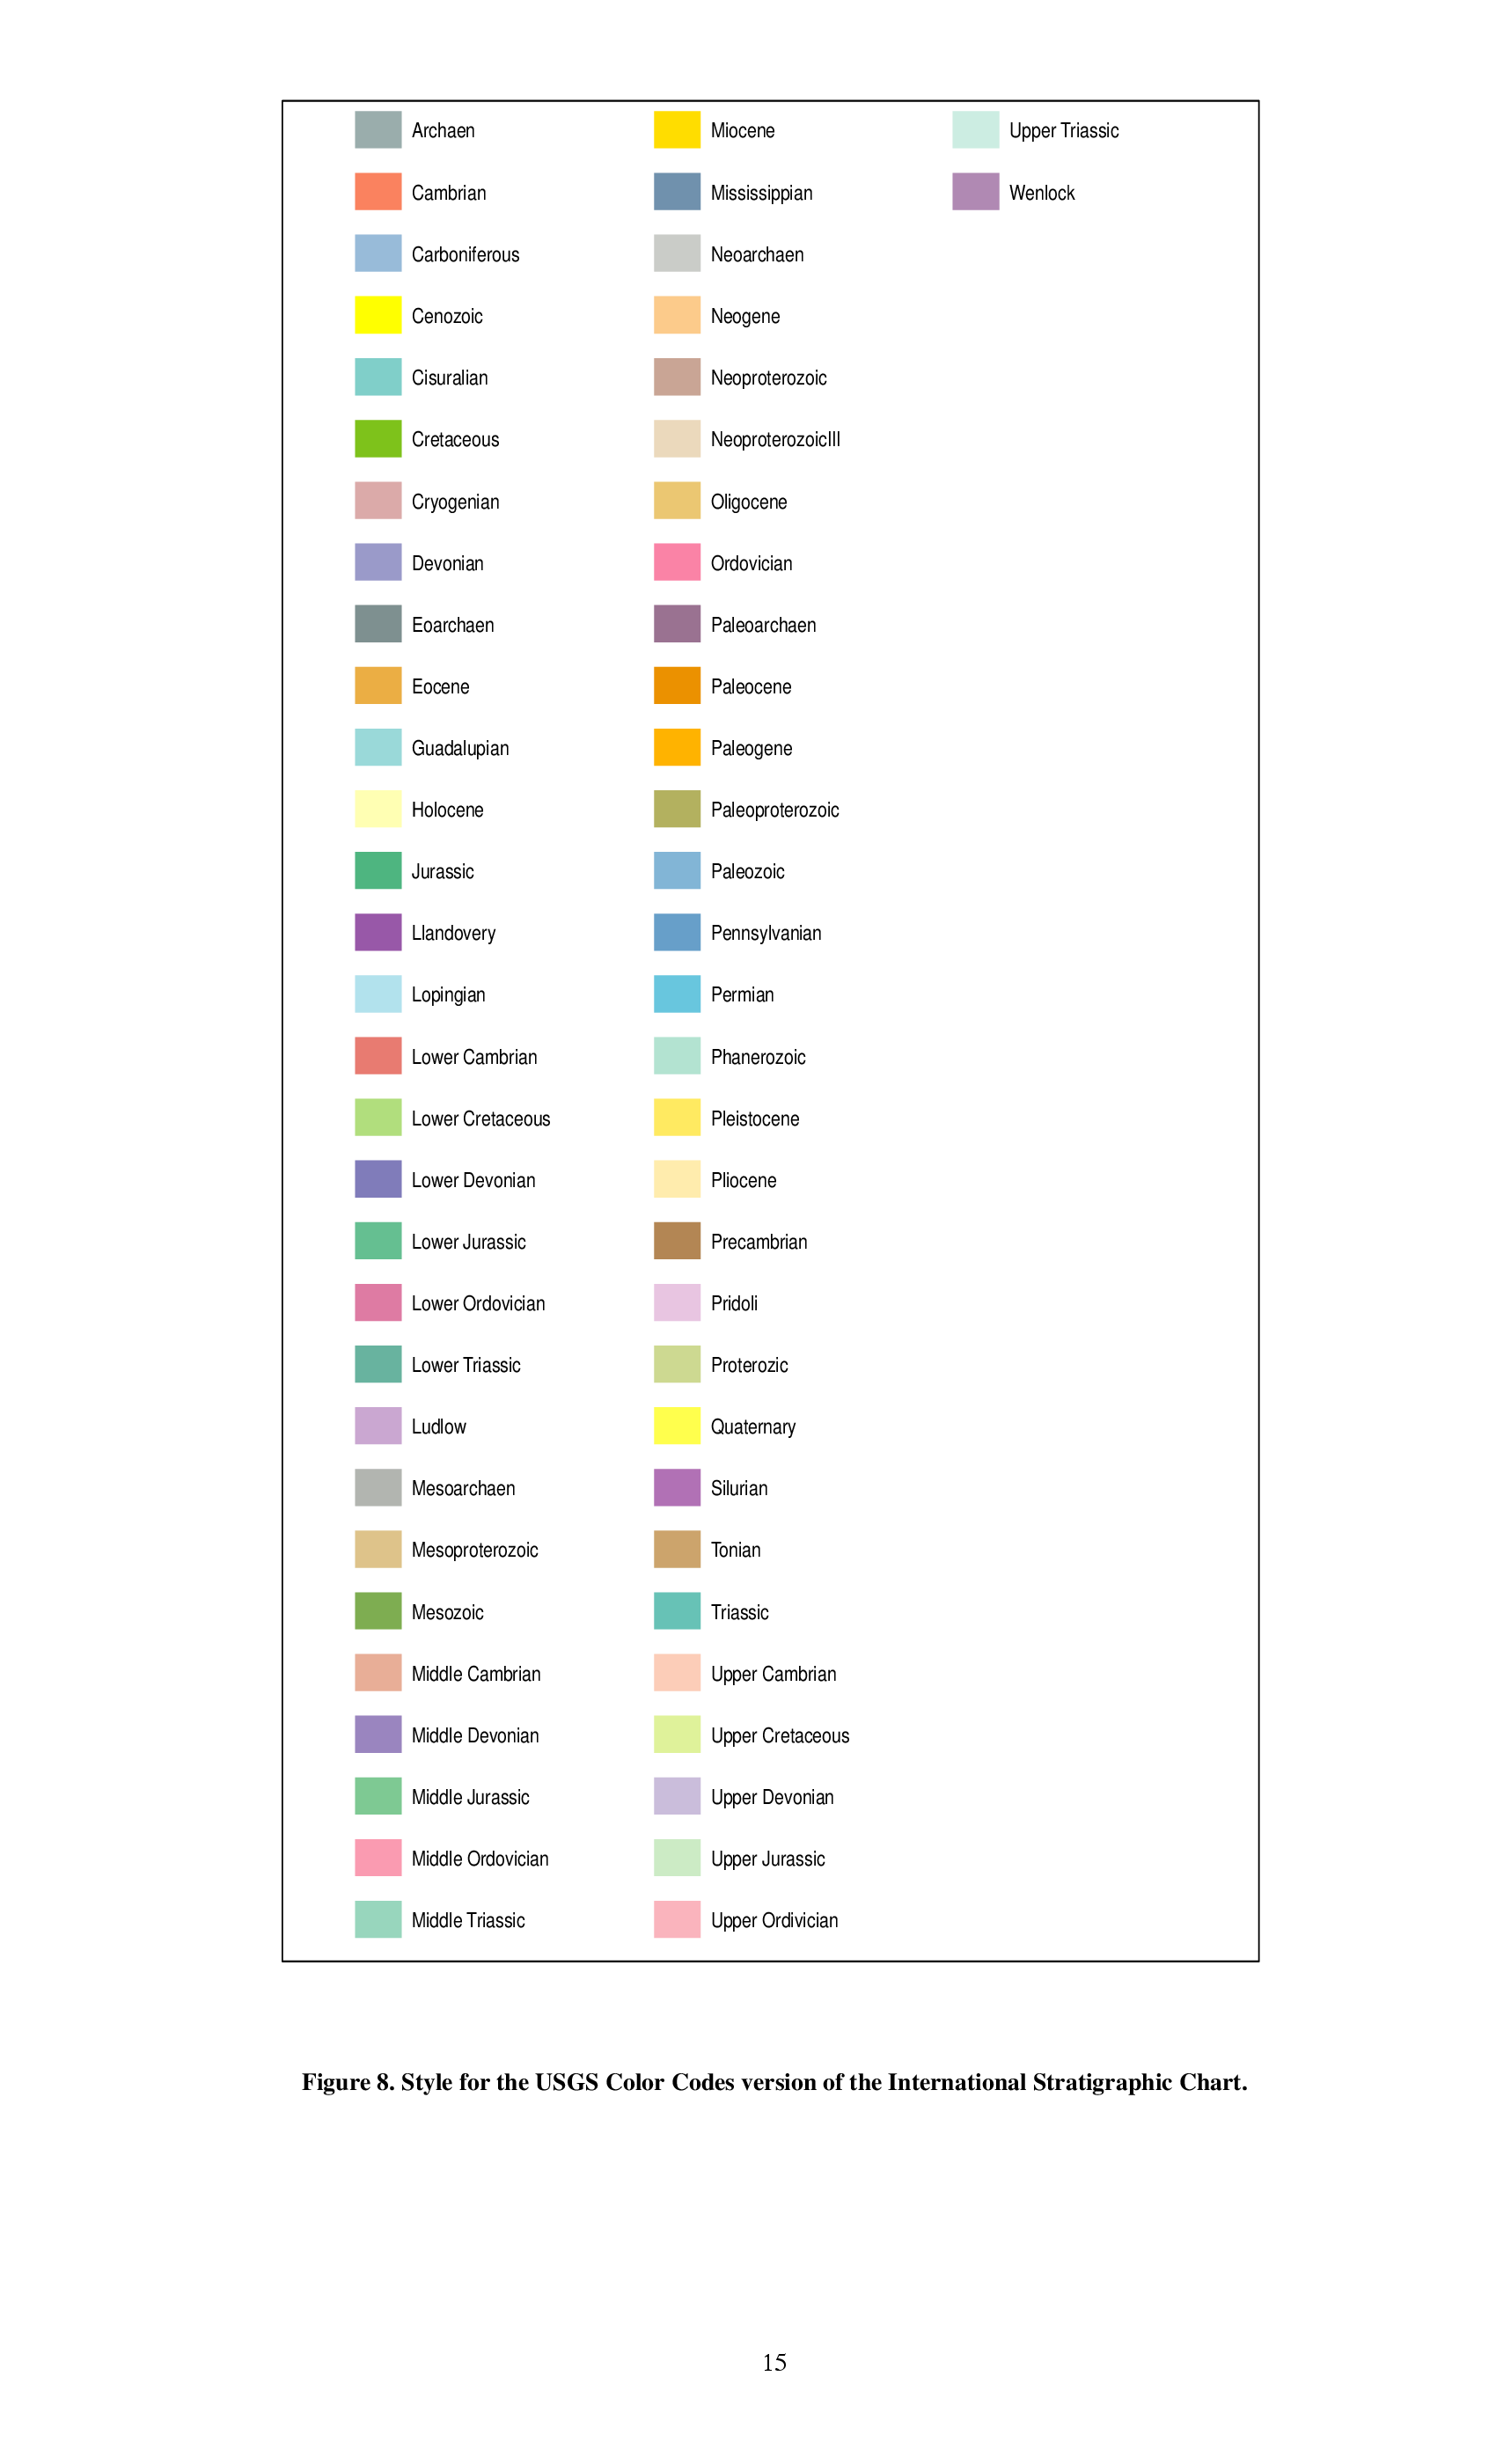 Archaen
Cambrian
Carboniferous
Cenozoic
Cisuralian
Cretaceous
Cryogenian
Devonian
Eoarchaen
Eocene
Guadalupian
Holocene
Jurassic
Llandovery
Lopingian
Lower Cambrian
Lower Cretaceous
Lower Devonian
Lower Jurassic
Lower Ordovician
Lower Triassic
Ludlow
Mesoarchaen
Mesoproterozoic
Mesozoic
Middle Cambrian
Middle Devonian
Middle Jurassic
Middle Ordovician
Middle Triassic
Miocene
Mississippian
Neoarchaen
Neogene
Neoproterozoic
NeoproterozoicIII
Oligocene
Ordovician
Paleoarchaen
Paleocene
Paleogene
Paleoproterozoic
Paleozoic
Pennsylvanian
Permian
Phanerozoic
Pleistocene
Pliocene
Precambrian
Pridoli
Proterozic
Quaternary
Silurian
Tonian
Triassic
Upper Cambrian
Upper Cretaceous
Upper Devonian
Upper Jurassic
Upper Ordivician
Upper Triassic
Wenlock
Figure 8. Style for the USGS Color Codes version of the International Stratigraphic Chart.
15